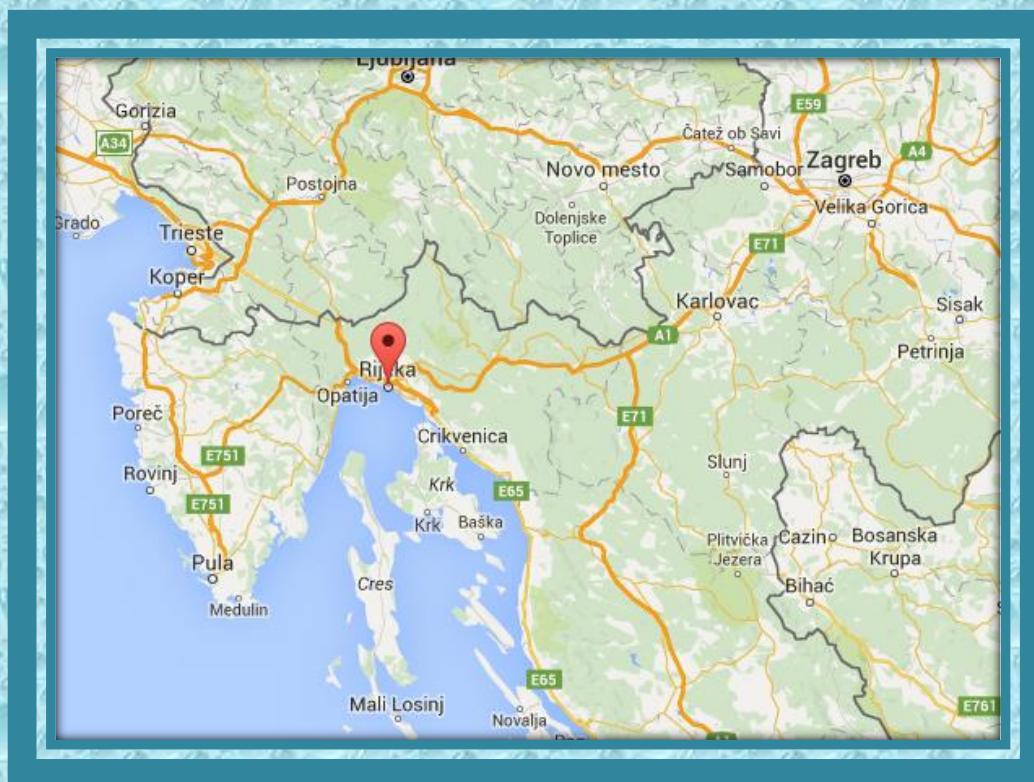 Ljubljana
Gorizia
E59
A34
Čatež ob Savi
A4
Zagreb
Novo mesto
Samobor
Postojna
Velika Gorica
Grado
Dolenjske
Toplice
Trieste
E71
Koper
Karlovac
Sisak
A1
Petrinja
Rijeka
Opatija
Poreč
E71
Crikvenica
E751
Slunj
Rovinj
Krk
E65
E751
Krk
Baška
Plitvička
Jezera
Cazin
Bosanska
Krupa
Pula
Cres
Bihać
Medulin
E65
Mali Losinj
E761
Novalja